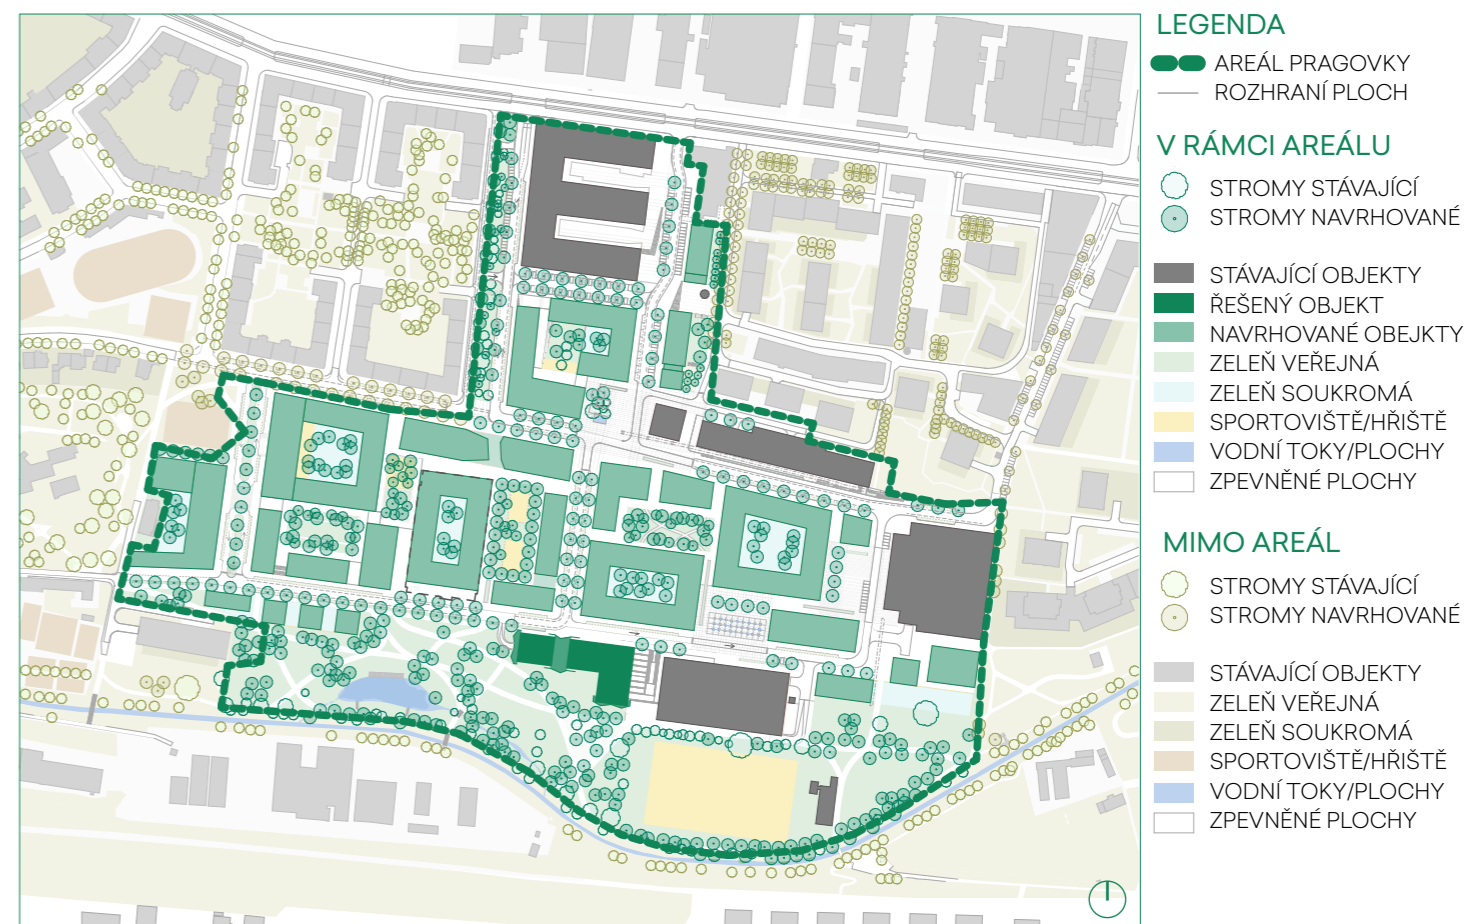 LEGENDA
AREÁL PRAGOVKY
ROZHRANÍ PLOCH
V RÁMCI AREÁLU
STROMY STÁVAJÍCÍ
STROMY NAVRHOVANÉ
STÁVAJÍCÍ OBJEKTY
ŘEŠENÝ OBJEKT
NAVRHOVANÉ OBEJKTY
ZELEŇ VEŘEJNÁ
ZELEŇ SOUKROMÁ
SPORTOVIŠTĚ/HŘIŠTĚ
VODNÍ TOKY/PLOCHY
ZPEVNĚNÉ PLOCHY
MIMO AREÁL
STROMY STÁVAJÍCÍ
STROMY NAVRHOVANÉ
STÁVAJÍCÍ OBJEKTY
ZELEŇ VEŘEJNÁ
ZELEŇ SOUKROMÁ
SPORTOVIŠTĚ/HŘIŠTĚ
VODNÍ TOKY/PLOCHY
ZPEVNĚNÉ PLOCHY